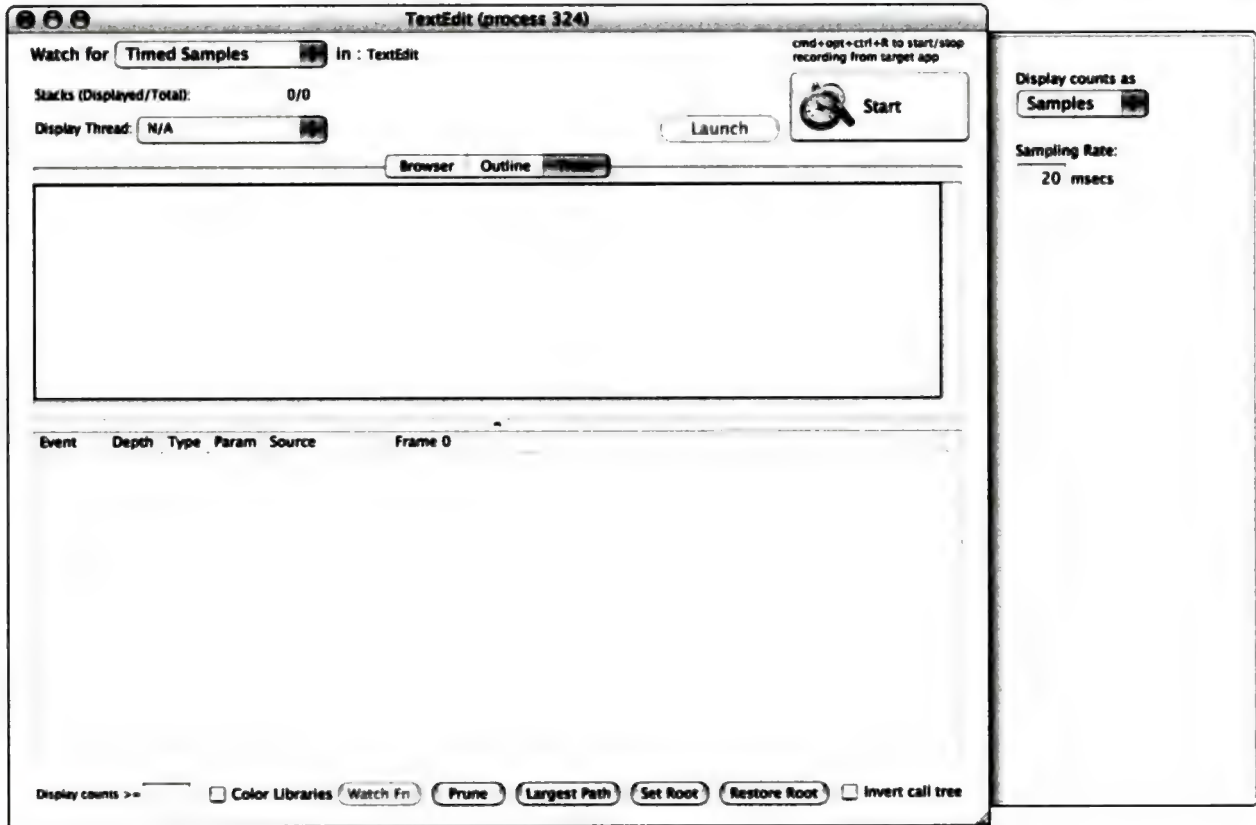 TextEdit (process 324)
Watch for Timed Samples in : TextEdit
cmd+opt+ctrl+R to start/stop
recording from target app
Stacks (Displayed/Total): 0/0
Start
Display Thread: N/A
Launch
Browser Outline
Event Depth Type Param Source Frame 0
Display counts >= Color Libraries Watch Fn Prune Largest Path Set Root Restore Root Invert call tree
Display counts as
Samples
Sampling Rate:
20 msecs